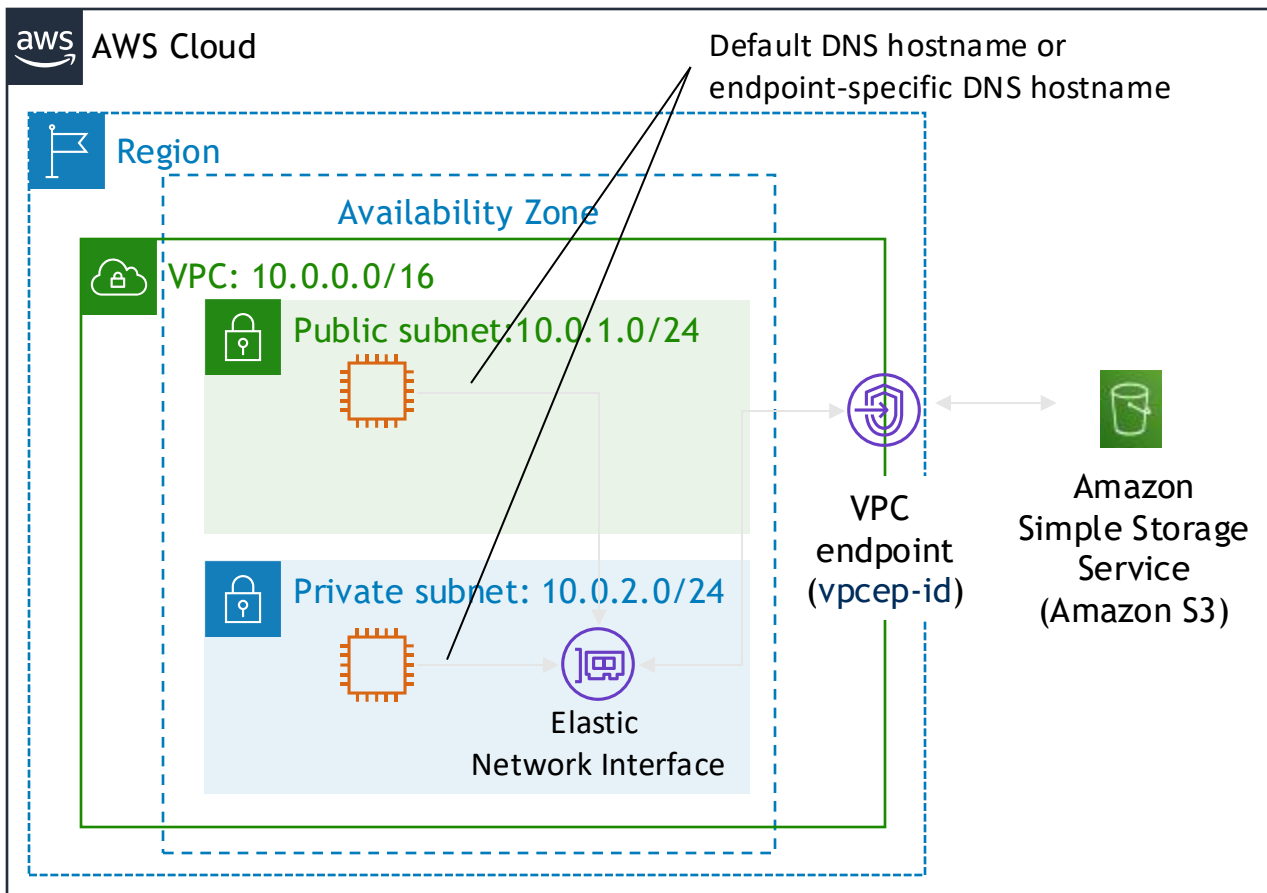 aws
AWS Cloud
Default DNS hostname or
endpoint-specific DNS hostname
Region
Availability Zone
VPC: 10.0.0.0/16
Public subnet:10.0.1.0/24
Private subnet: 10.0.2.0/24
Elastic
Network Interface
VPC
endpoint
(vpcep-id)
Amazon
Simple Storage
Service
(Amazon S3)